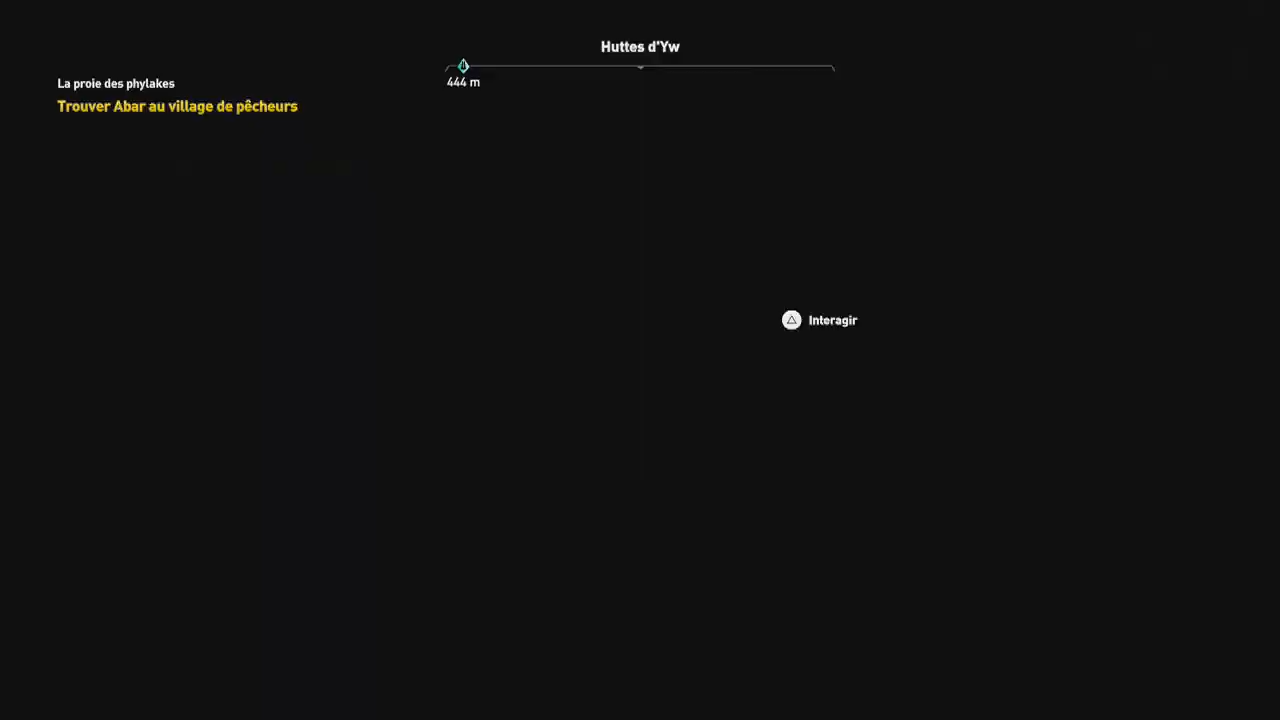 Huttes d'Yw
444 m
La proie des phylakes
Trouver Abar au village de pêcheurs
Interagir